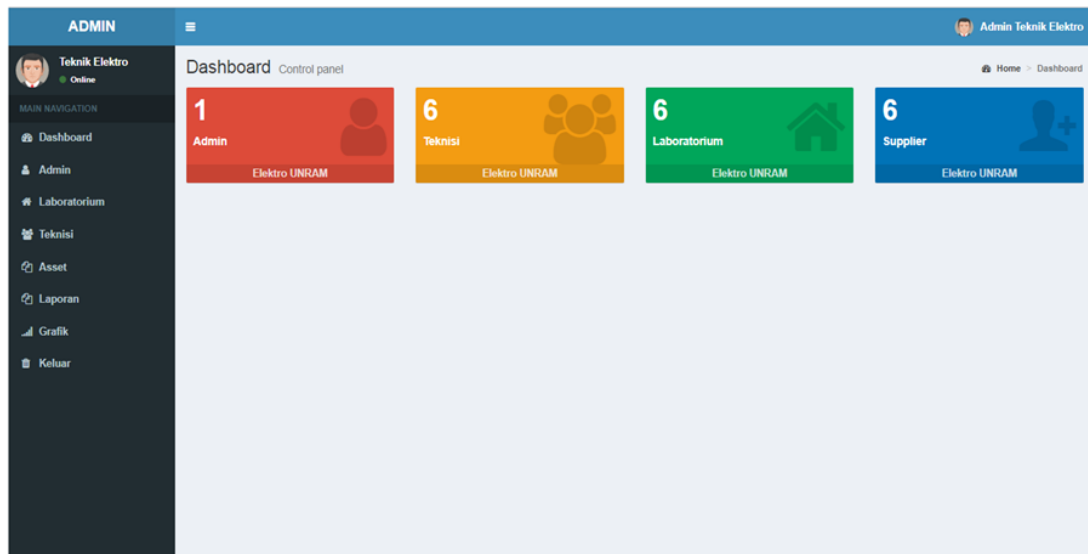 ADMIN
Admin Teknik Elektro
Teknik Elektro
Online
MAIN NAVIGATION
Dashboard
Admin
Laboratorium
Teknisi
Asset
Laporan
Grafik
Keluar
Dashboard Control panel
Home > Dashboard
1
Admin
Elektro UNRAM
6
Teknisi
Elektro UNRAM
6
Laboratorium
Elektro UNRAM
6
Supplier
Elektro UNRAM